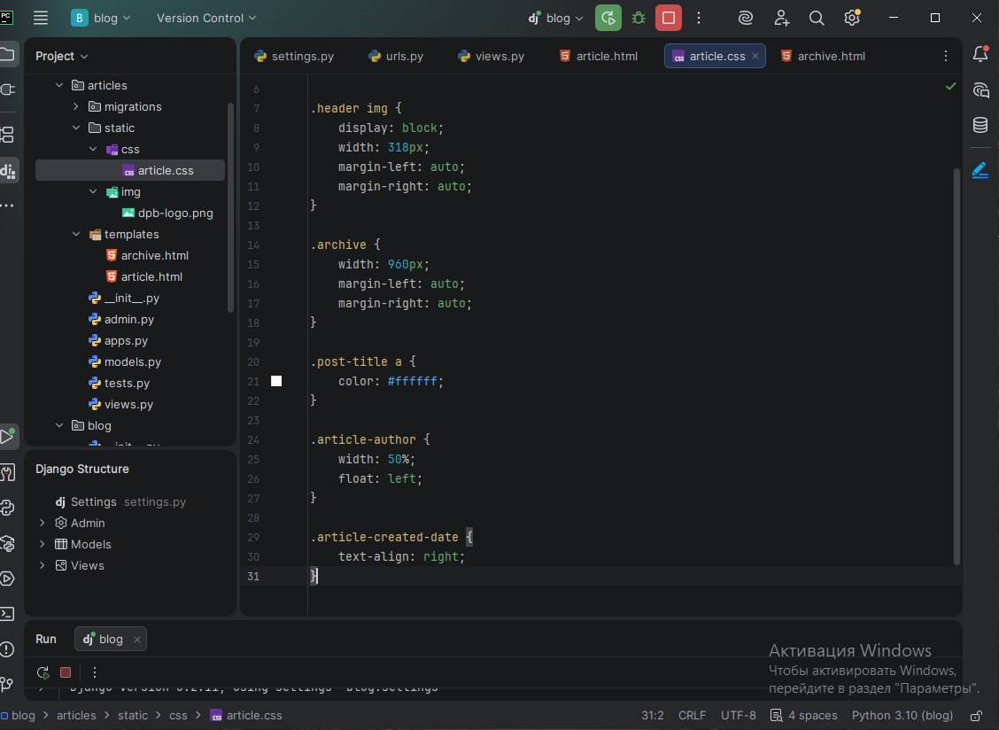 PC
B blog Version Control dj blog
Project
articles
migrations
static
css
article.css
img
dpb-logo.png
templates
archive.html
article.html
__init__.py
admin.py
apps.py
models.py
tests.py
views.py
blog
settings.py urls.py views.py article.html article.css archive.html
6
7 .header img {
8 display: block;
9 width: 318px;
10 margin-left: auto;
11 margin-right: auto;
12 }
13
14 .archive {
15 width: 960px;
16 margin-left: auto;
17 margin-right: auto;
18 }
19
20 .post-title a {
21 color: #ffffff;
22 }
23
24 .article-author {
25 width: 50%;
26 float: left;
27 }
28
29 .article-created-date {
30 text-align: right;
31 }
Django Structure
dj Settings settings.py
Admin
Models
Views
Run dj blog
Активация Windows
Чтобы активировать Windows,
перейдите в раздел "Параметры".
blog > articles > static > css > article.css 31:2 CRLF UTF-8 4 spaces Python 3.10 (blog)